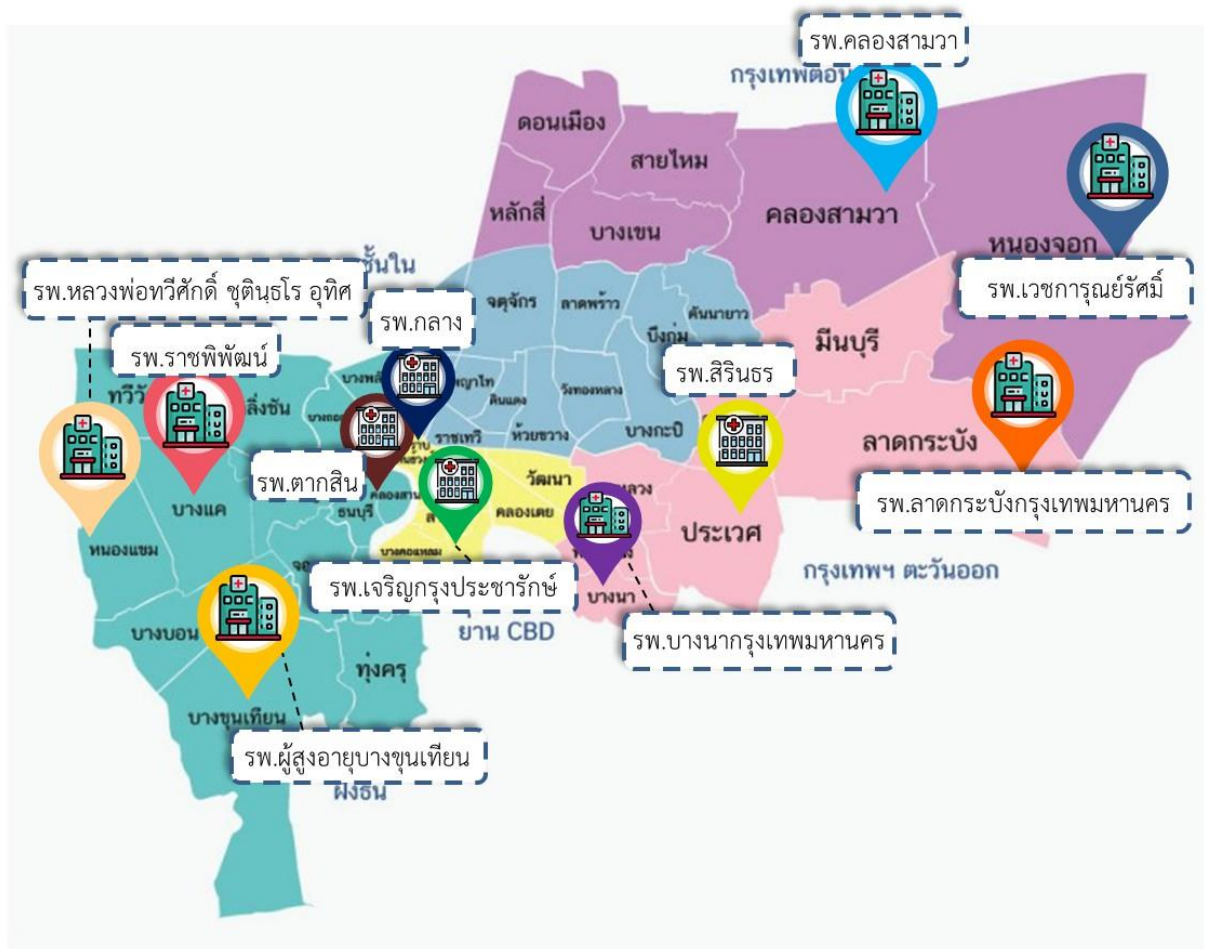 รพ.คลองสามวา
กรุงเทพตอน
ดอนเมือง
สายไหม
หลักสี่
บางเขน
คลองสามวา
หนองจอก
รพ.เวชการุณย์รัศมิ์
ชั้นใน
รพ.หลวงพ่อทวีศักดิ์ ชุตินฺธโร อุทิศ
รพ.ราชพิพัฒน์
รพ.กลาง
จตุจักร
ลาดพร้าว
คันนายาว
บึงกุ่ม
มีนบุรี
รพ.สิรินธร
วังทองหลาง
ดินแดง
ราชเทวี
ห้วยขวาง
บางกะปิ
ลาดกระบัง
รพ.ลาดกระบังกรุงเทพมหานคร
รพ.ตากสิน
คลองสาน
ธนบุรี
วัฒนา
คลองเตย
บางแค
หนองแขม
ประเวศ
บางคอแหลม
กรุงเทพฯ ตะวันออก
รพ.เจริญกรุงประชารักษ์
บางนา
ย่าน CBD
รพ.บางนากรุงเทพมหานคร
บางบอน
ทุ่งครุ
บางขุนเทียน
รพ.ผู้สูงอายุบางขุนเทียน